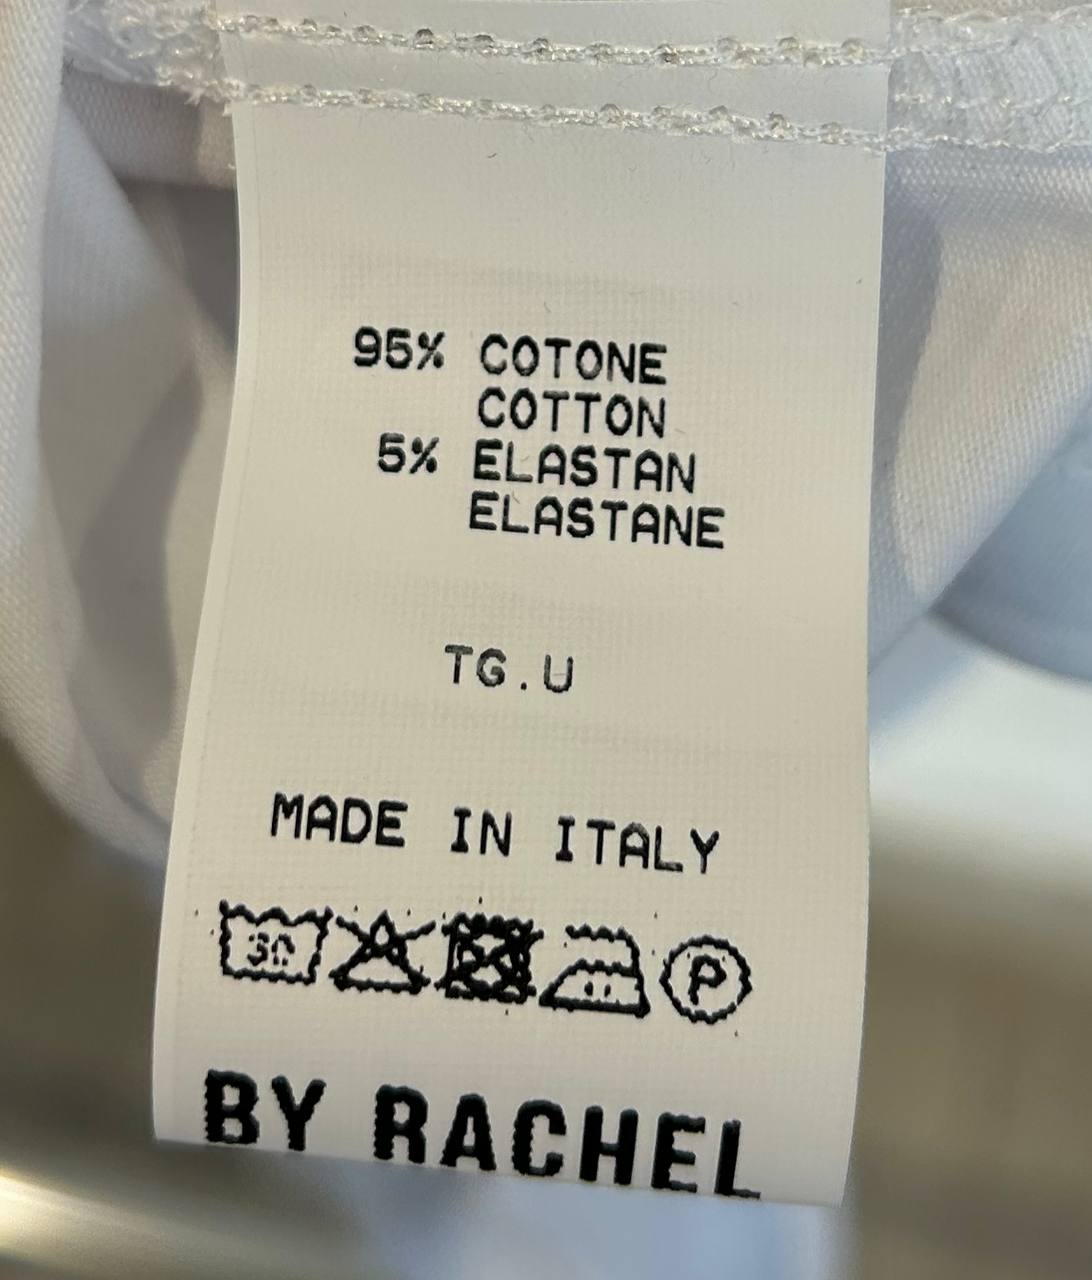 95% COTONE
COTTON
5% ELASTAN
ELASTANE
TG.U
MADE IN ITALY
30 P
BY RACHEL